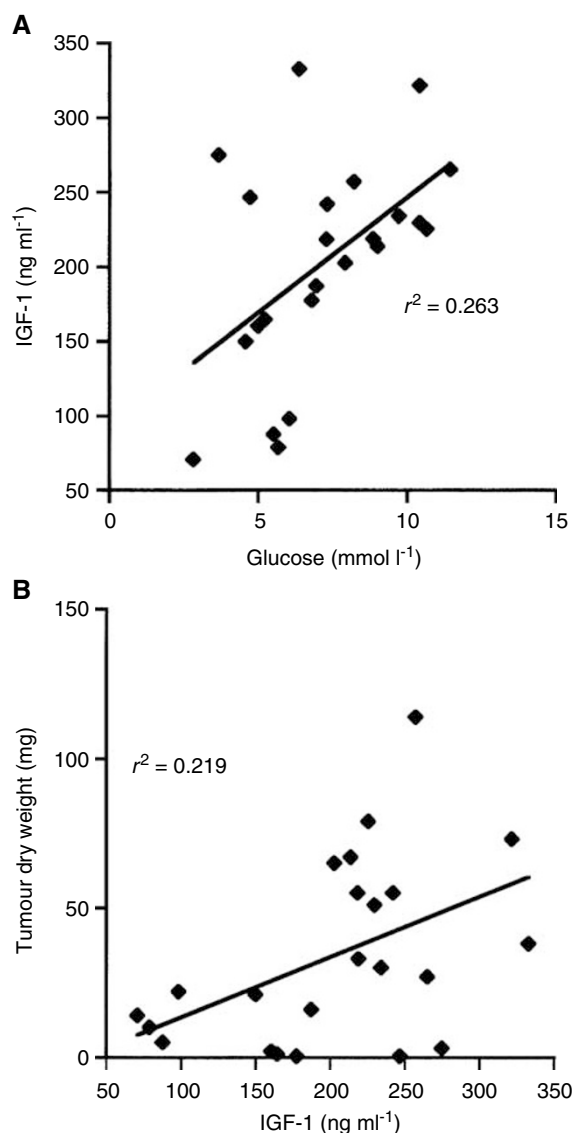 A
350
300
250
200
150
100
50
IGF-1 (ng ml⁻¹)
r² = 0.263
0 5 10 15
Glucose (mmol l⁻¹)
B
150
100
50
0
Tumour dry weight (mg)
r² = 0.219
50 100 150 200 250 300 350
IGF-1 (ng ml⁻¹)